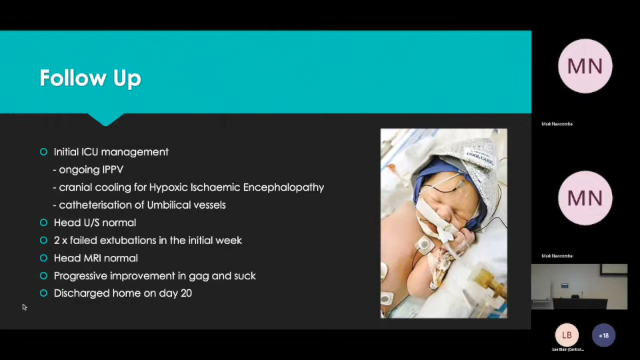 Follow Up
Initial ICU management
- ongoing IPPV
- cranial cooling for Hypoxic Ischaemic Encephalopathy
- catheterisation of Umbilical vessels
Head U/S normal
2 x failed extubations in the initial week
Head MRI normal
Progressive improvement in gag and suck
Discharged home on day 20
MN
MN
LB
+18